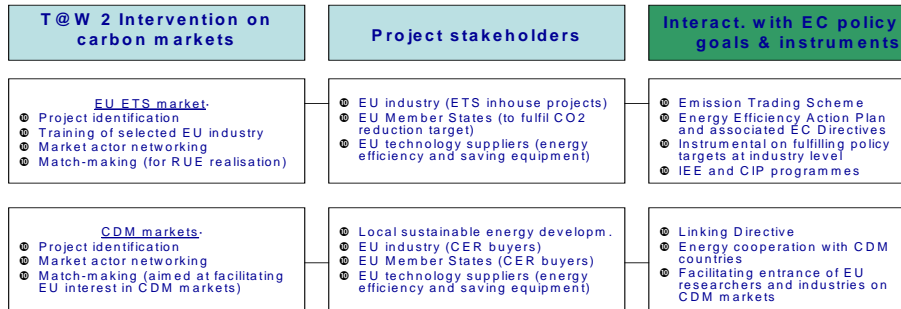 T@W 2 Intervention on
carbon markets
Project stakeholders
Interact. with EC policy
goals & instruments
EU ETS market·
⓾ Project identification
⓾ Training of selected EU industry
⓾ Market actor networking
⓾ Match-making (for RUE realisation)
⓾ EU industry (ETS inhouse projects)
⓾ EU Member States (to fulfil CO2
reduction target)
⓾ EU technology suppliers (energy
efficiency and saving equipment)
⓾ Emission Trading Scheme
⓾ Energy Efficiency Action Plan
and associated EC Directives
⓾ Instrumental on fulfilling policy
targets at industry level
⓾ IEE and CIP programmes
CDM markets·
⓾ Project identification
⓾ Market actor networking
⓾ Match-making (aimed at facilitating
EU interest in CDM markets)
⓾ Local sustainable energy developm.
⓾ EU industry (CER buyers)
⓾ EU Member States (CER buyers)
⓾ EU technology suppliers (energy
efficiency and saving equipment)
⓾ Linking Directive
⓾ Energy cooperation with CDM
countries
⓾ Facilitating entrance of EU
researchers and industries on
CDM markets